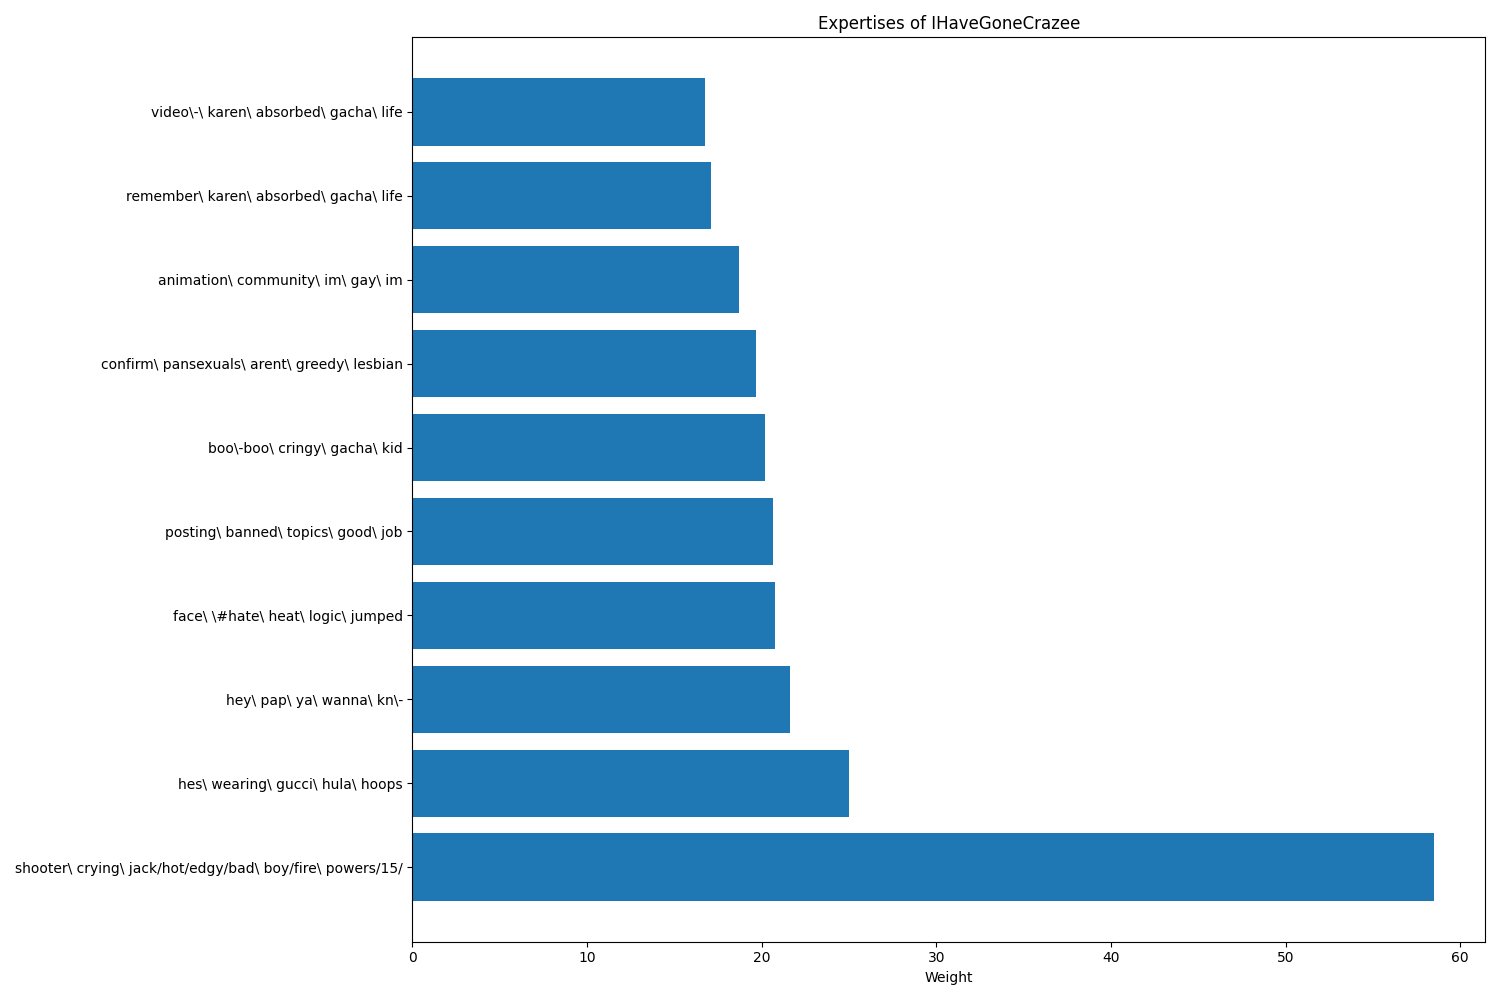 Expertises of IHaveGoneCrazee
video\-\ karen\ absorbed\ gacha\ life
remember\ karen\ absorbed\ gacha\ life
animation\ community\ im\ gay\ im
confirm\ pansexuals\ arent\ greedy\ lesbian
boo\-boo\ cringy\ gacha\ kid
posting\ banned\ topics\ good\ job
face\ \#hate\ heat\ logic\ jumped
hey\ pap\ ya\ wanna\ kn\-
hes\ wearing\ gucci\ hula\ hoops
shooter\ crying\ jack/hot/edgy/bad\ boy/fire\ powers/15/
0 10 20 30 40 50 60
Weight